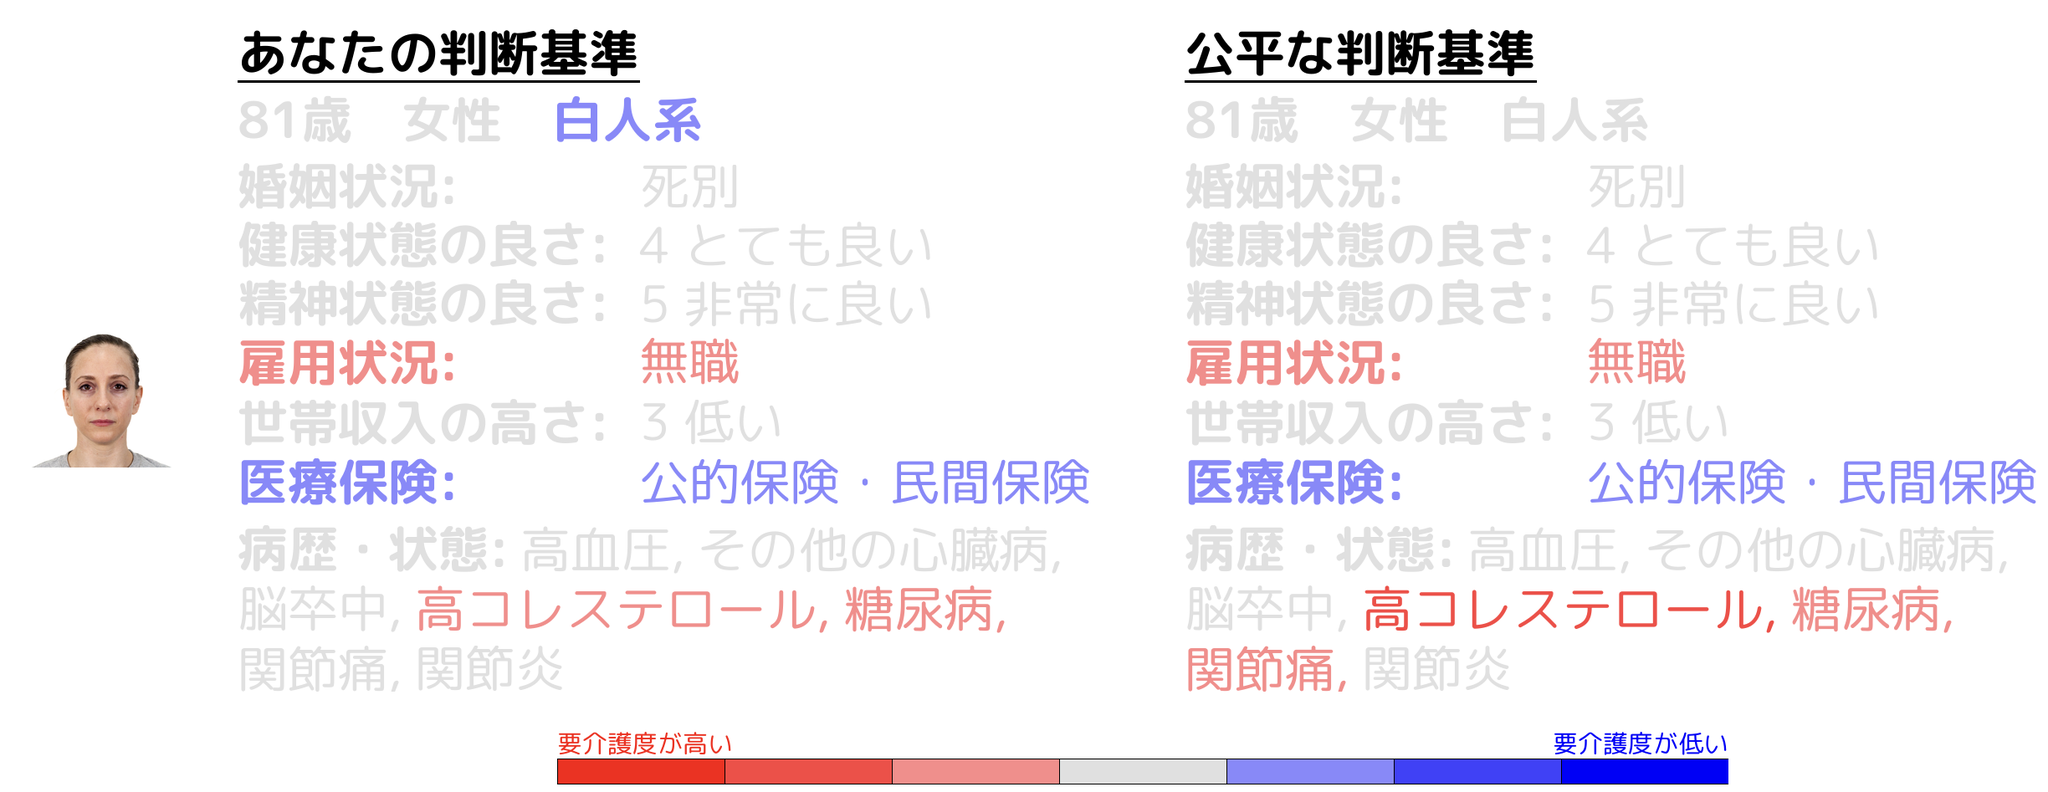 あなたの判断基準
81歳　女性　白人系
婚姻状況: 死別
健康状態の良さ: 4 とても良い
精神状態の良さ: 5 非常に良い
雇用状況: 無職
世帯収入の高さ: 3 低い
医療保険: 公的保険・民間保険
病歴・状態: 高血圧, その他の心臓病,
脳卒中, 高コレステロール, 糖尿病,
関節痛, 関節炎
公平な判断基準
81歳　女性　白人系
婚姻状況: 死別
健康状態の良さ: 4 とても良い
精神状態の良さ: 5 非常に良い
雇用状況: 無職
世帯収入の高さ: 3 低い
医療保険: 公的保険・民間保険
病歴・状態: 高血圧, その他の心臓病,
脳卒中, 高コレステロール, 糖尿病,
関節痛, 関節炎
要介護度が高い
要介護度が低い